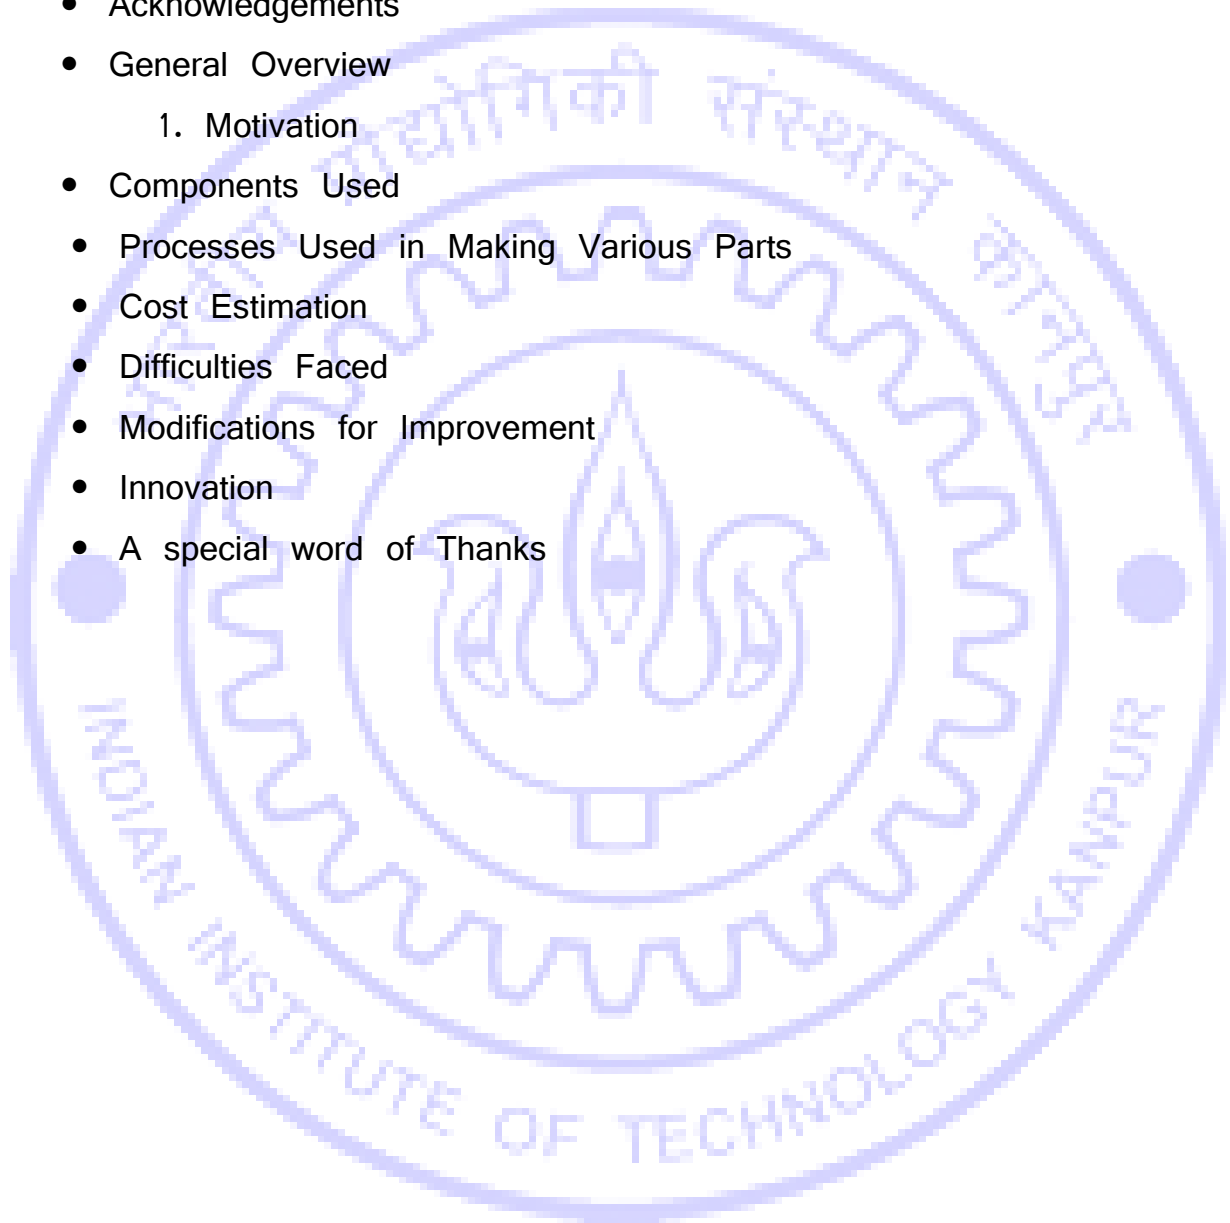 • Acknowledgements
• General Overview
1. Motivation
• Components Used
• Processes Used in Making Various Parts
• Cost Estimation
• Difficulties Faced
• Modifications for Improvement
• Innovation
• A special word of Thanks
भारतीय प्रौद्योगिकी संस्थान कानपुर
INDIAN INSTITUTE OF TECHNOLOGY KANPUR